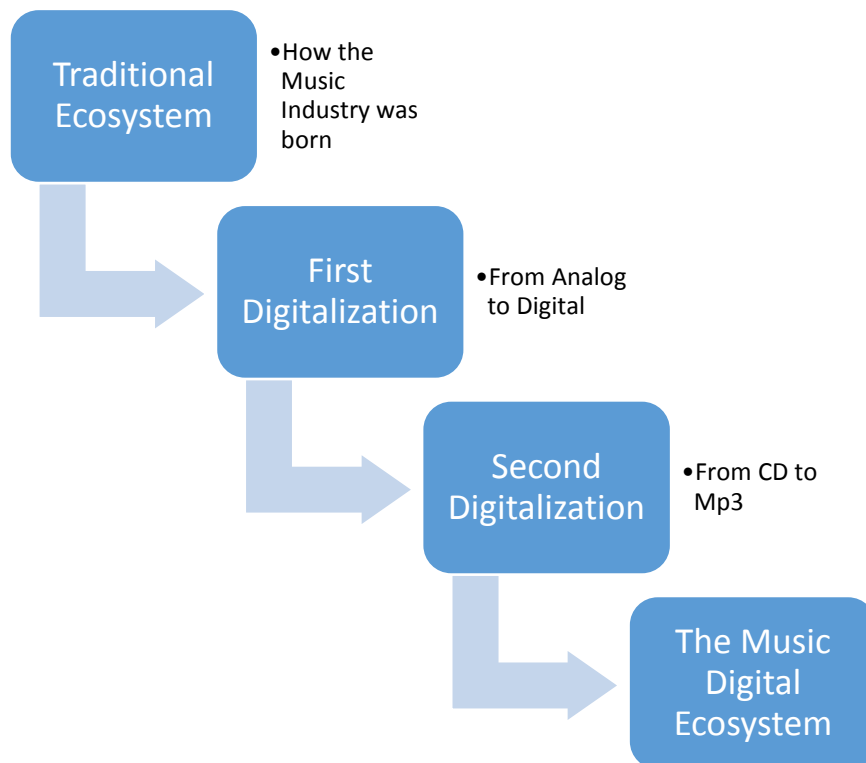 Traditional
Ecosystem
•How the
Music
Industry was
born
First
Digitalization
•From Analog
to Digital
Second
Digitalization
•From CD to
Mp3
The Music
Digital
Ecosystem